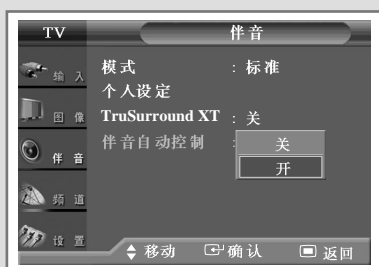 TV 伴音
输入
模式 : 标准
个人设定
图像
TruSurround XT : 关
伴音
伴音自动控制 :
关
开
频道
设置
移动 确认 返回